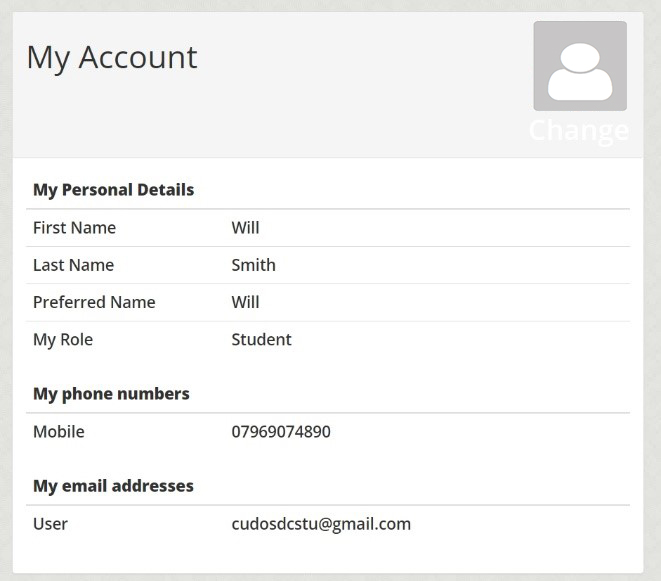 My Account
Change
My Personal Details
First Name Will
Last Name Smith
Preferred Name Will
My Role Student
My phone numbers
Mobile 07969074890
My email addresses
User cudosdcstu@gmail.com